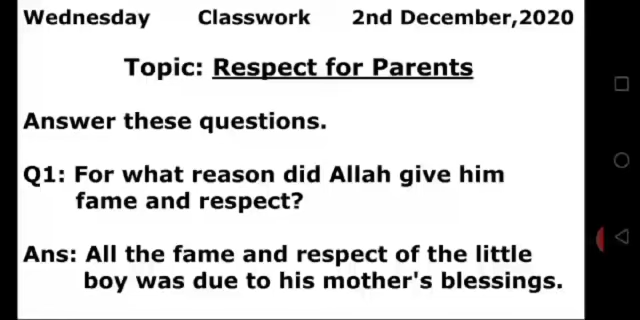 Wednesday Classwork 2nd December,2020
Topic: Respect for Parents
Answer these questions.
Q1: For what reason did Allah give him
fame and respect?
Ans: All the fame and respect of the little
boy was due to his mother's blessings.